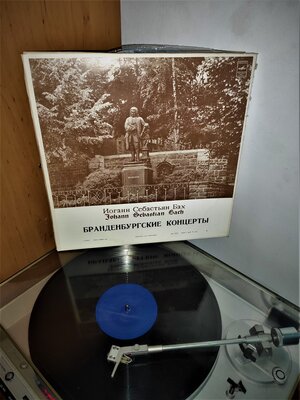 Иоганн Себастьян Бах
Johann Sebastian Bach
БРАНДЕНБУРГСКИЕ КОНЦЕРТЫ